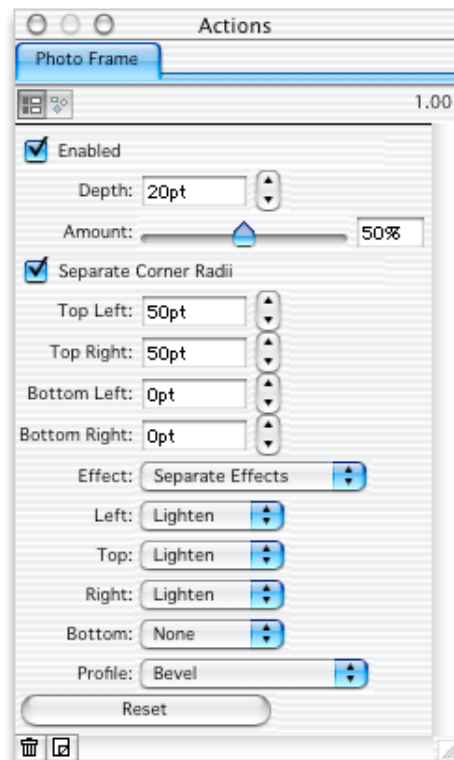 Actions
Photo Frame
1.00
Enabled
Depth: 20pt
Amount: 50%
Separate Corner Radii
Top Left: 50pt
Top Right: 50pt
Bottom Left: 0pt
Bottom Right: 0pt
Effect: Separate Effects
Left: Lighten
Top: Lighten
Right: Lighten
Bottom: None
Profile: Bevel
Reset